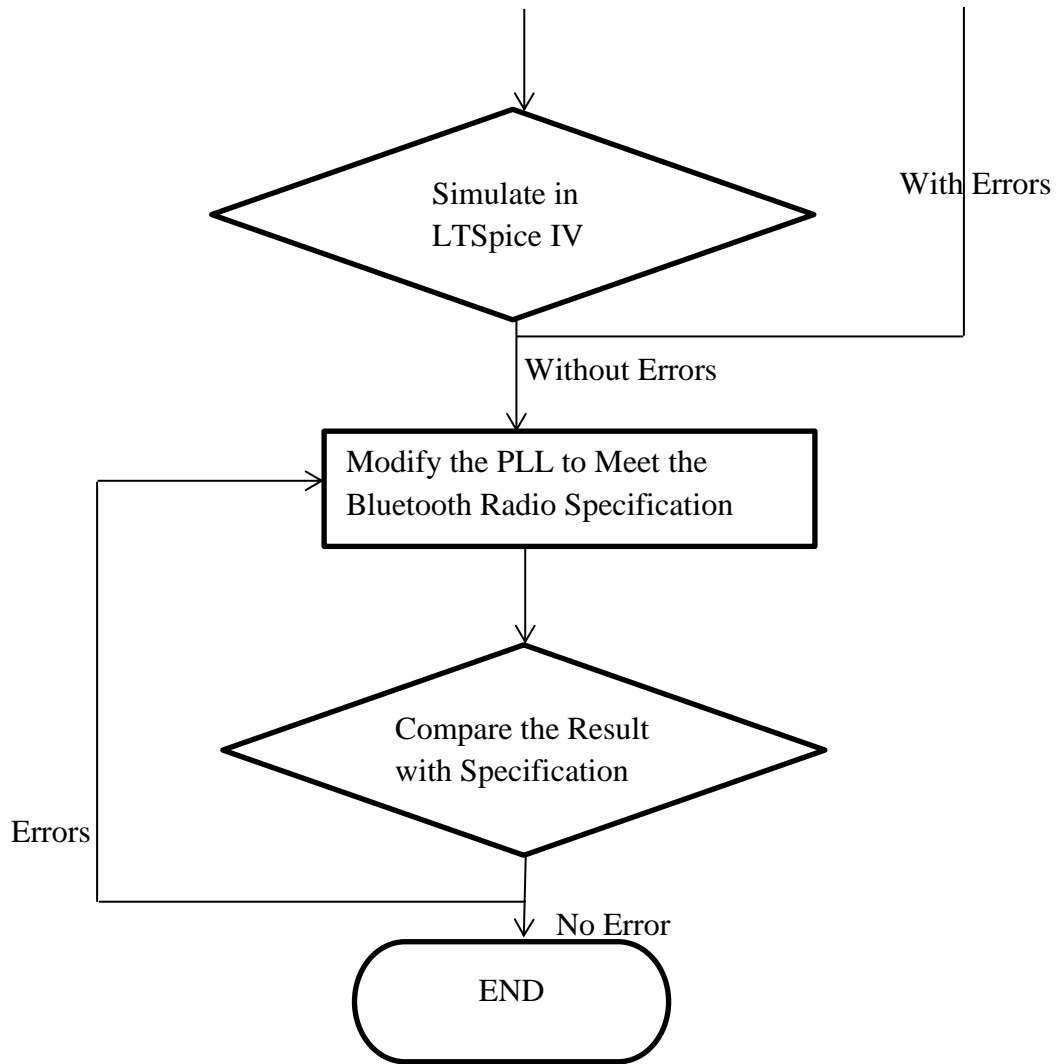 Simulate in
LTSpice IV
With Errors
Without Errors
Modify the PLL to Meet the
Bluetooth Radio Specification
Compare the Result
with Specification
Errors
No Error
END